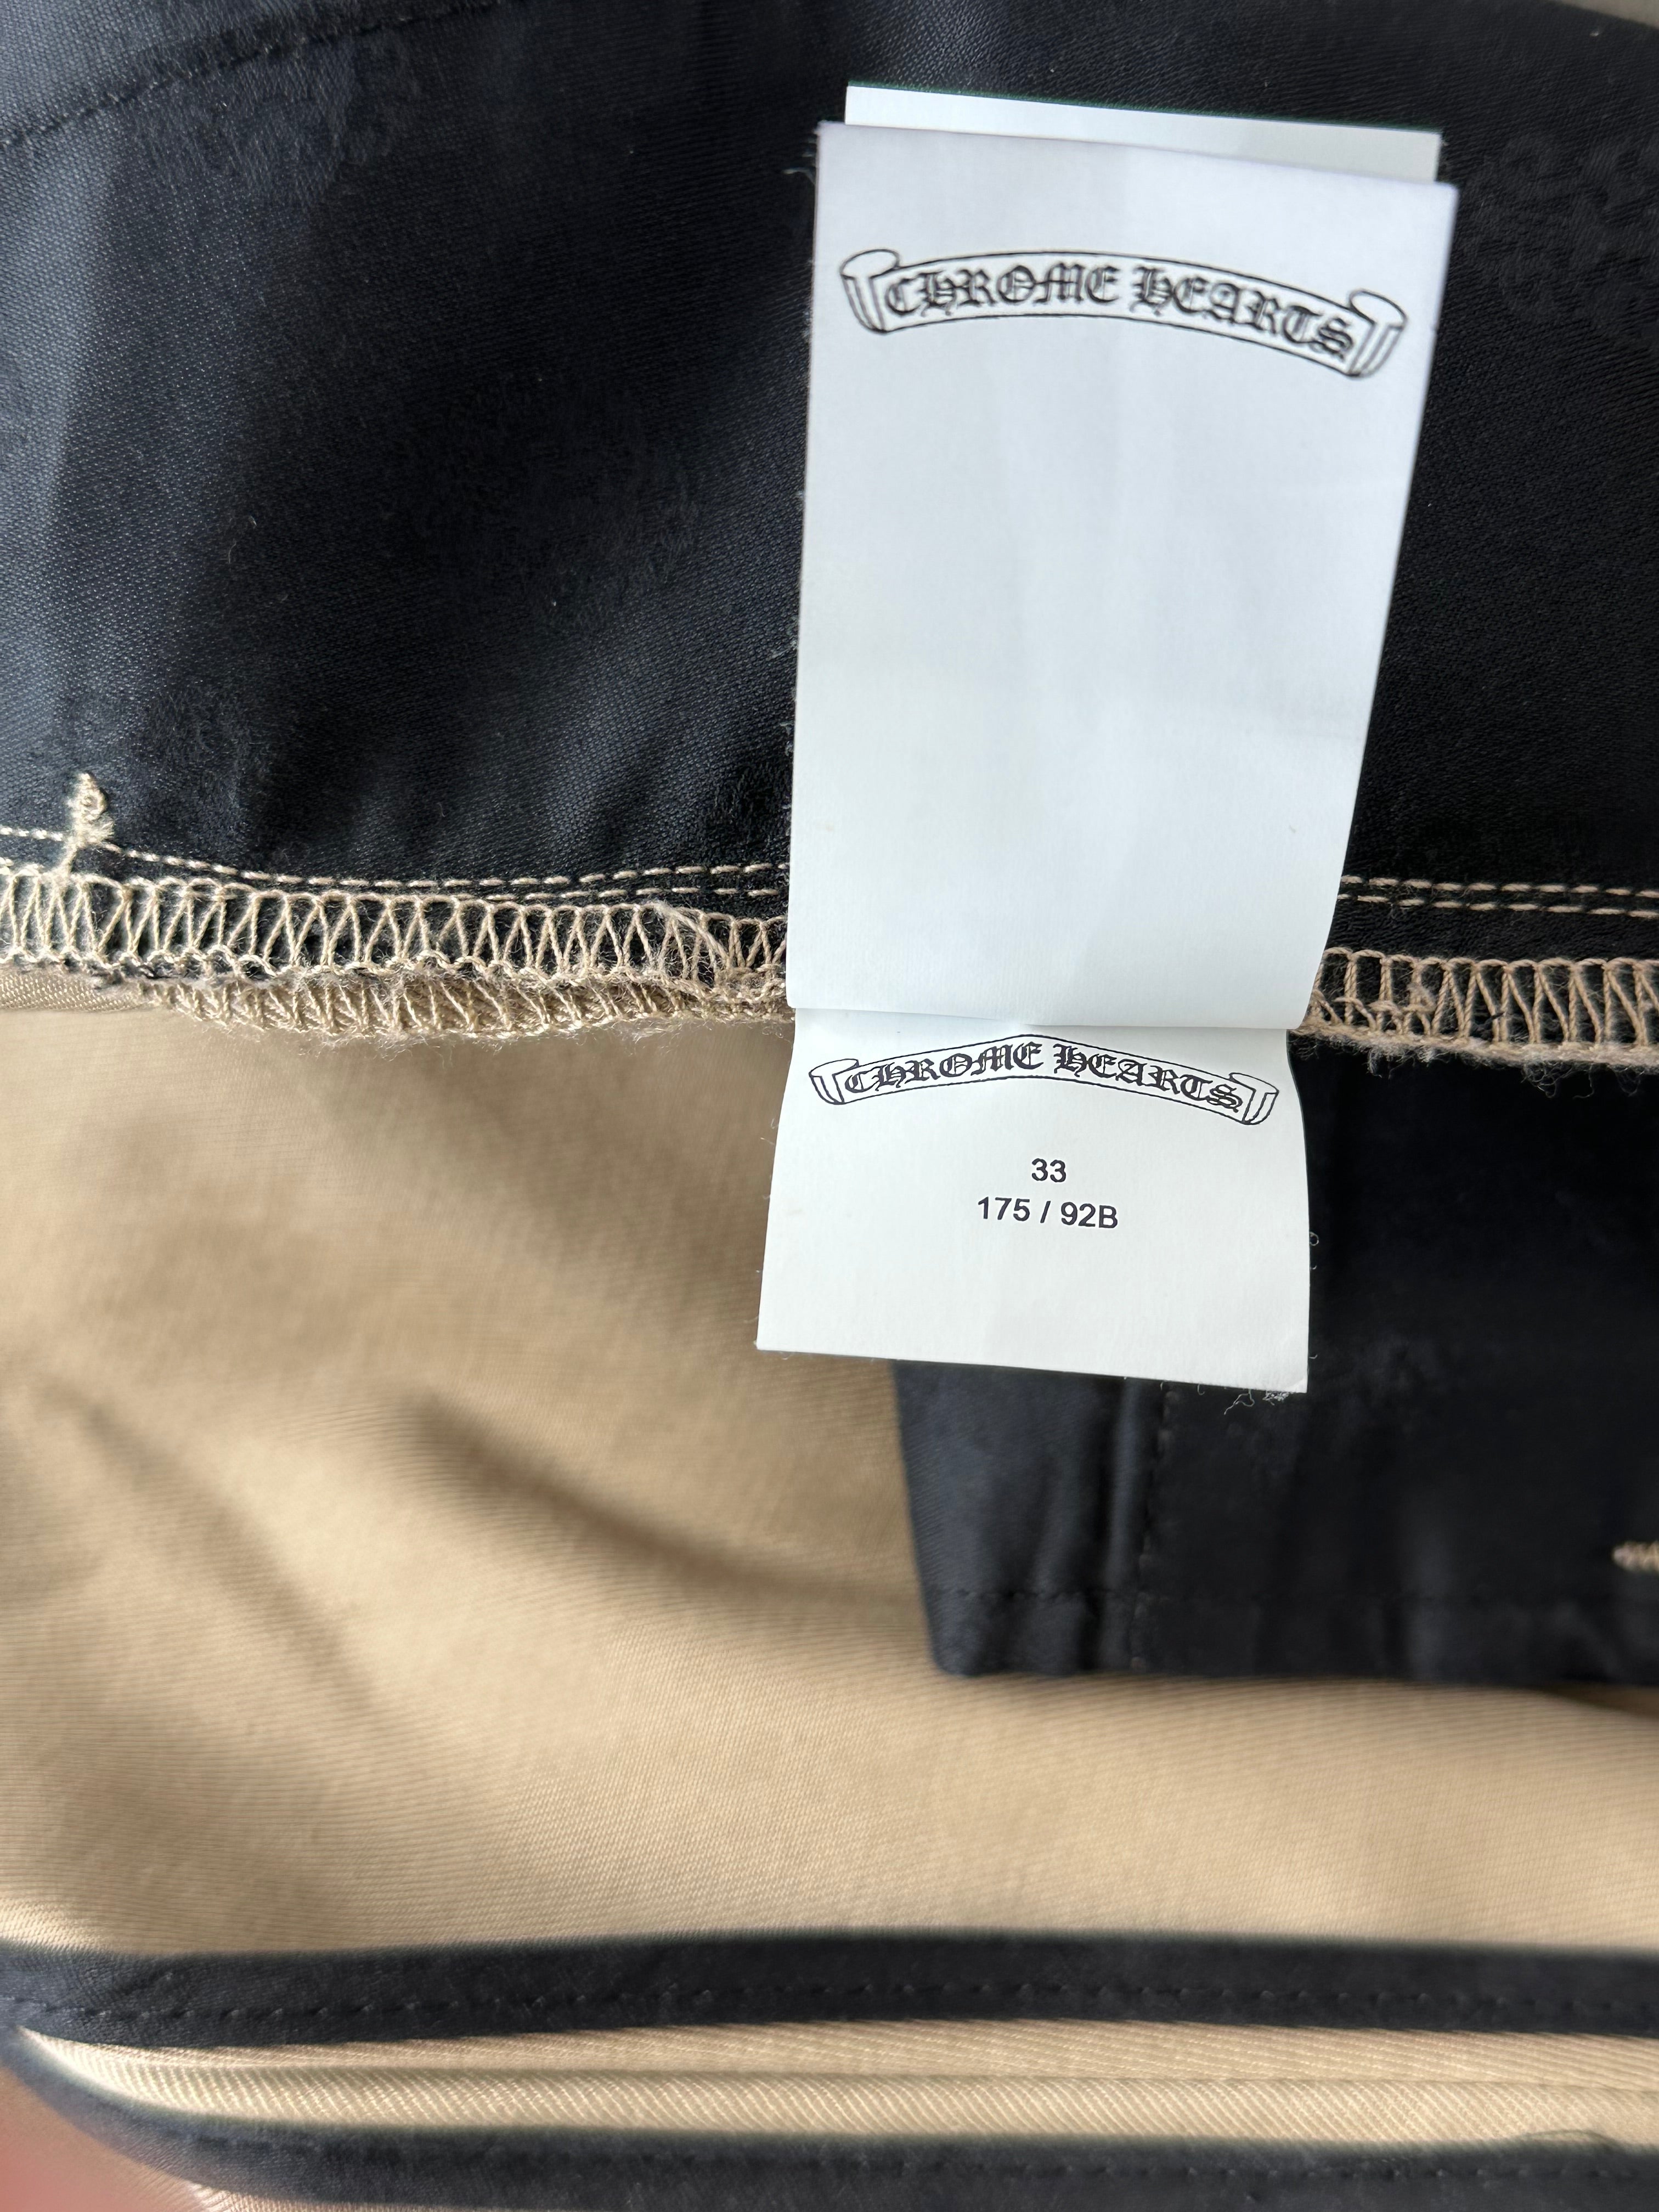 CHROME HEARTS
CHROME HEARTS
33
175 / 92B